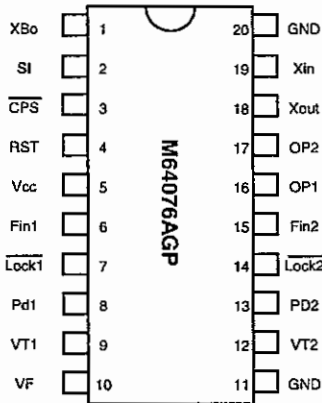 XBo 1 20 GND
SI 2 19 Xin
CPS 3 18 Xout
RST 4 17 OP2
Vcc 5 16 OP1
Fin1 6 15 Fin2
Lock1 7 14 Lock2
Pd1 8 13 PD2
VT1 9 12 VT2
VF 10 11 GND
M64076AGP